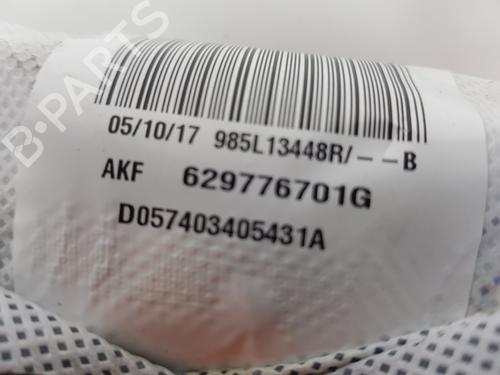 B-PARTS
05/10/17 985L13448R/--B
AKF 629776701G
D057403405431A